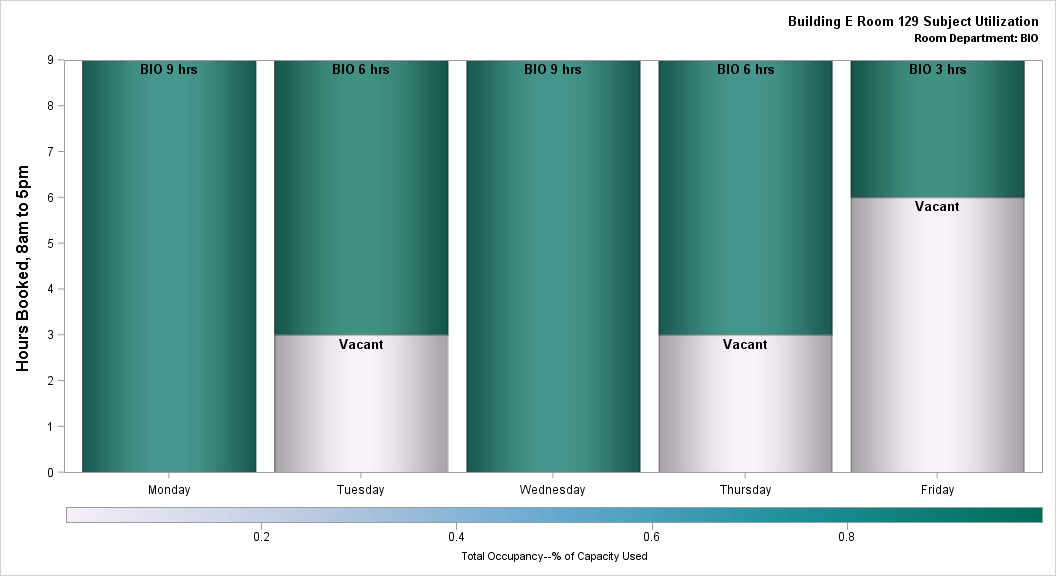 Building E Room 129 Subject Utilization
Room Department: BIO
Hours Booked, 8am to 5pm
9
8
7
6
5
4
3
2
1
0
BIO 9 hrs
BIO 6 hrs
BIO 9 hrs
BIO 6 hrs
BIO 3 hrs
Vacant
Vacant
Vacant
Monday
Tuesday
Wednesday
Thursday
Friday
0.2
0.4
0.6
0.8
Total Occupancy--% of Capacity Used